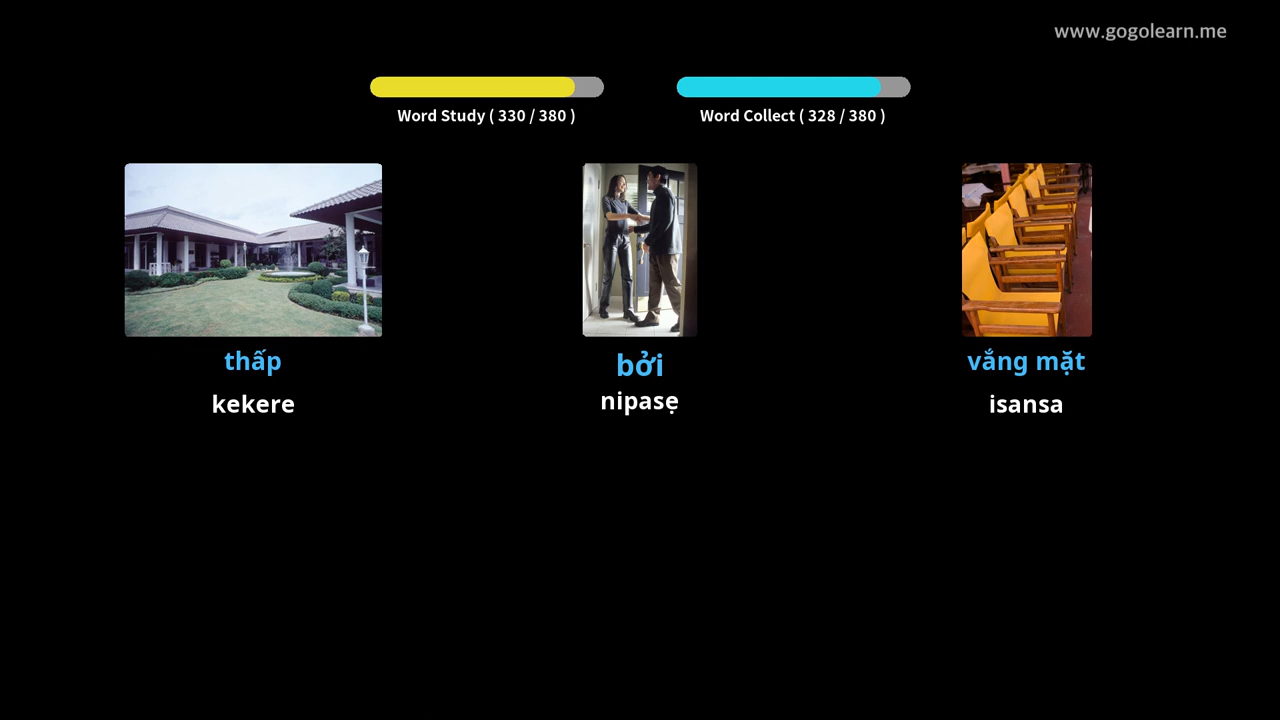 www.gogolearn.me
Word Study ( 330 / 380 )
Word Collect ( 328 / 380 )
thấp
kekere
bởi
nipasẹ
vắng mặt
isansa